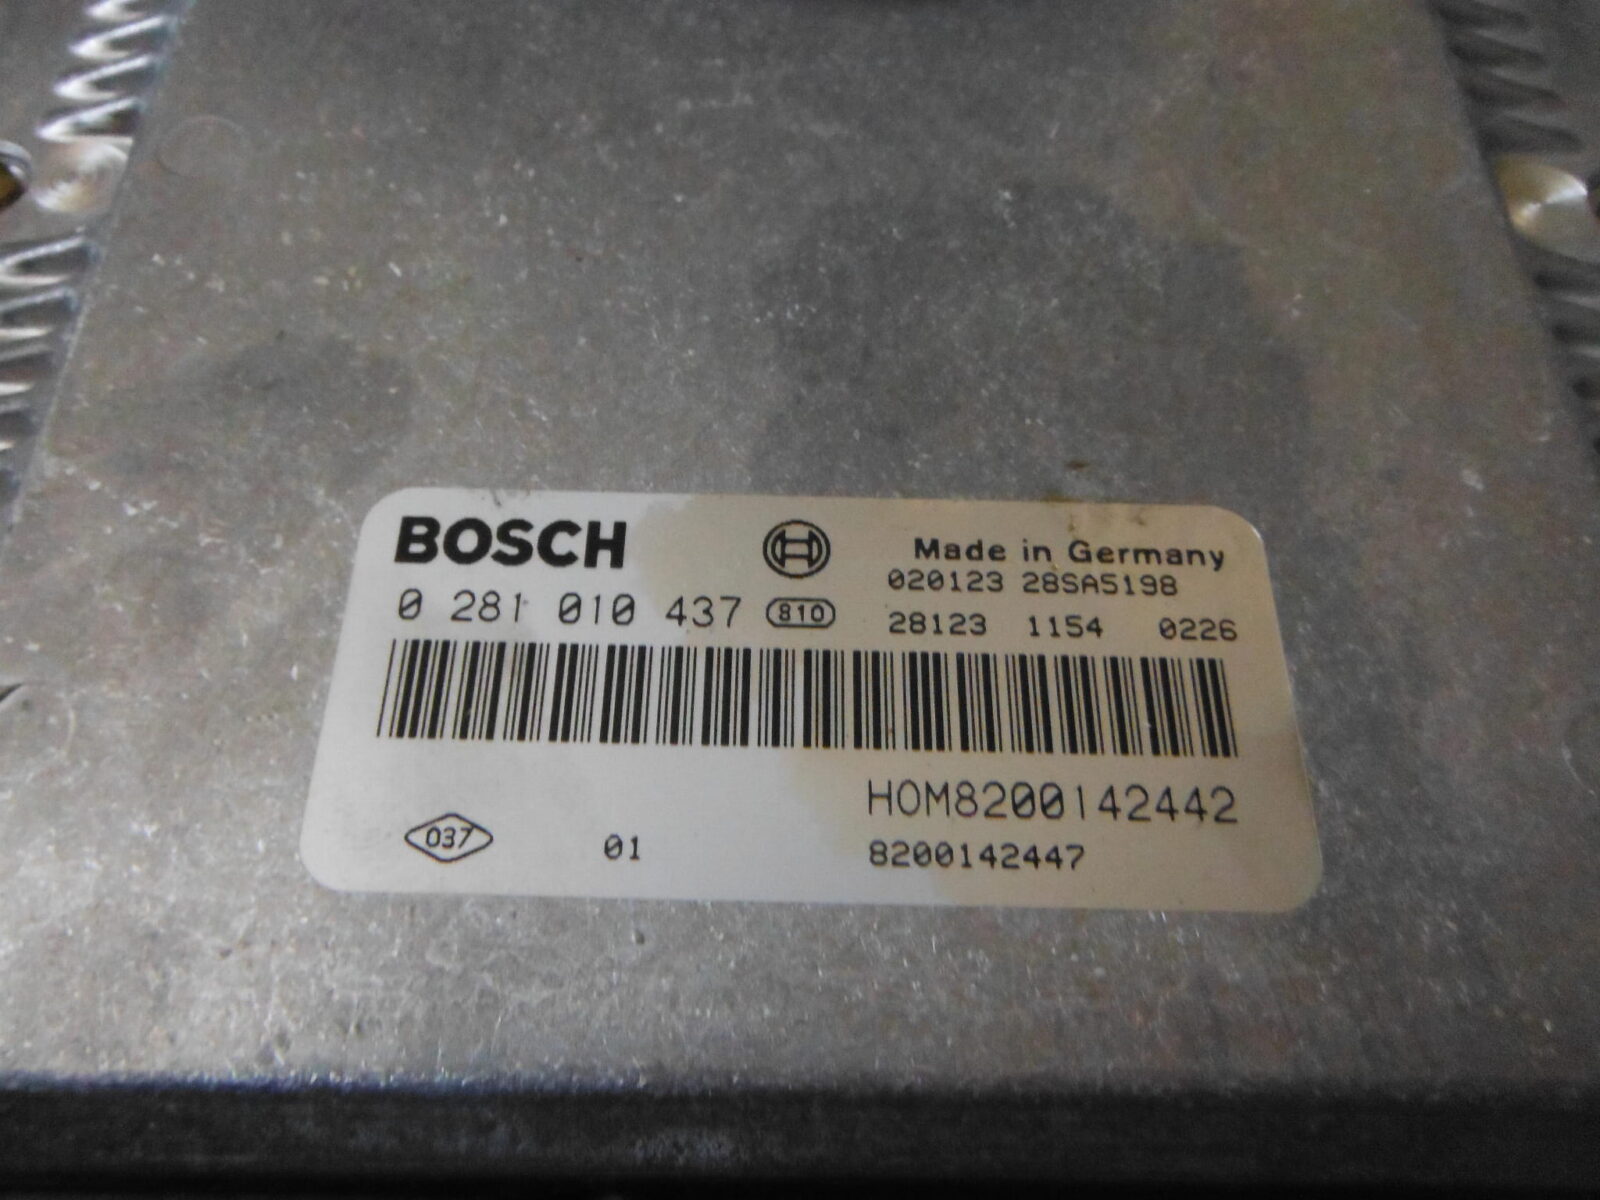 BOSCH
Made in Germany
020123 28SA5198
0 281 010 437 810
28123 1154 0226
HOM8200142442
037 01
8200142447